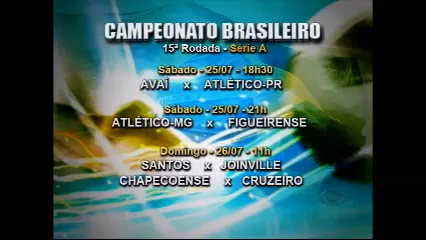 CAMPEONATO BRASILEIRO
15ª Rodada - Série A
Sábado - 25/07 - 18h30
AVAÍ x ATLÉTICO-PR
Sábado - 25/07 - 21h
ATLÉTICO-MG x FIGUEIRENSE
Domingo - 26/07 - 11h
SANTOS x JOINVILLE
CHAPECOENSE x CRUZEIRO